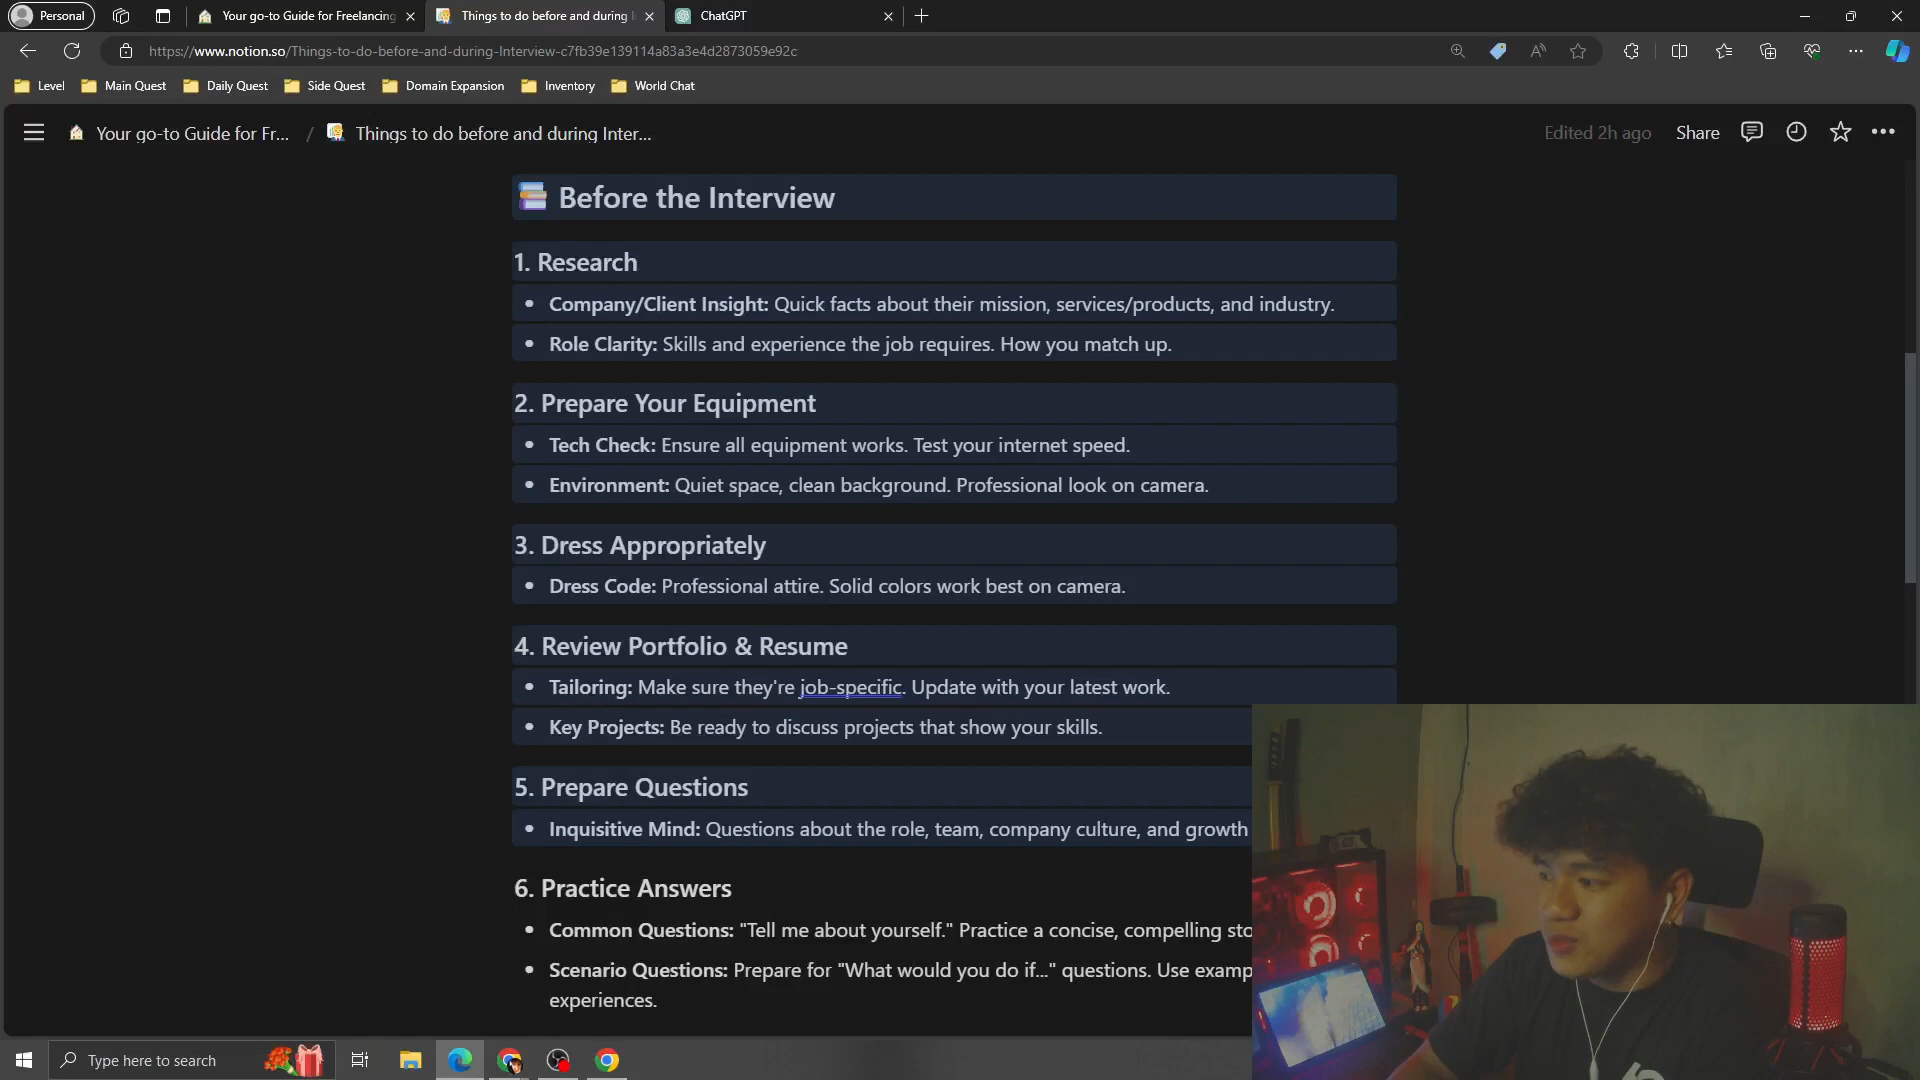 Personal
Your go-to Guide for Freelancing
Things to do before and during I
ChatGPT
https://www.notion.so/Things-to-do-before-and-during-Interview-c7fb39e139114a83a3e4d2873059e92c
Level
Main Quest
Daily Quest
Side Quest
Domain Expansion
Inventory
World Chat
Your go-to Guide for Fr... / Things to do before and during Inter...
Edited 2h ago
Share
Before the Interview
1. Research
• Company/Client Insight: Quick facts about their mission, services/products, and industry.
• Role Clarity: Skills and experience the job requires. How you match up.
2. Prepare Your Equipment
• Tech Check: Ensure all equipment works. Test your internet speed.
• Environment: Quiet space, clean background. Professional look on camera.
3. Dress Appropriately
• Dress Code: Professional attire. Solid colors work best on camera.
4. Review Portfolio & Resume
• Tailoring: Make sure they're job-specific. Update with your latest work.
• Key Projects: Be ready to discuss projects that show your skills.
5. Prepare Questions
• Inquisitive Mind: Questions about the role, team, company culture, and growth
6. Practice Answers
• Common Questions: "Tell me about yourself." Practice a concise, compelling sto
• Scenario Questions: Prepare for "What would you do if..." questions. Use examp
experiences.
Type here to search